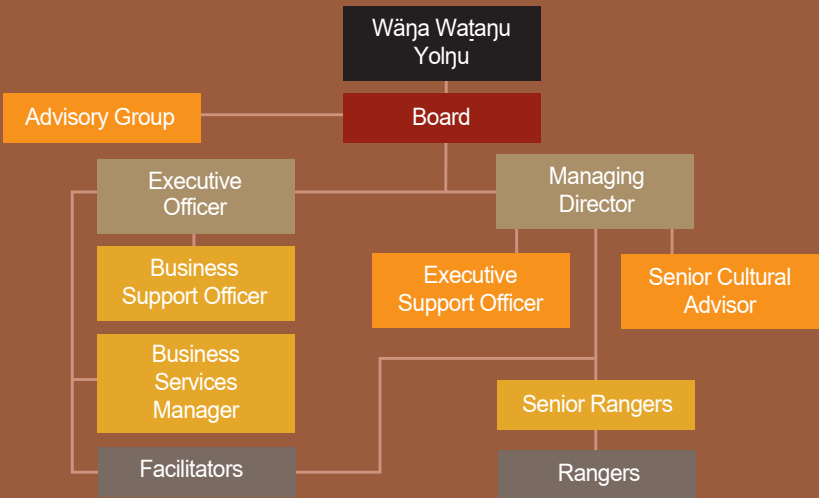 Wäŋa Waṯaŋu
Yolŋu
Advisory Group
Board
Executive
Officer
Managing
Director
Business
Support Officer
Executive
Support Officer
Senior Cultural
Advisor
Business
Services
Manager
Senior Rangers
Facilitators
Rangers